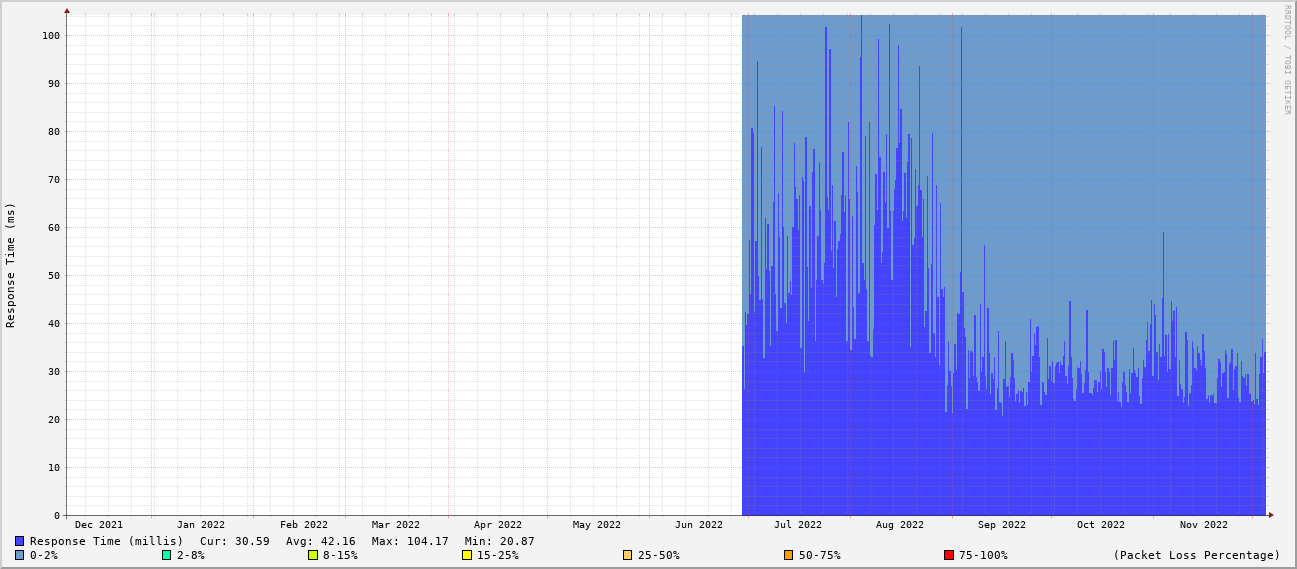 RRDTOOL / TOBI OETIKER
Response Time (ms)
100
90
80
70
60
50
40
30
20
10
0
Dec 2021 Jan 2022 Feb 2022 Mar 2022 Apr 2022 May 2022 Jun 2022 Jul 2022 Aug 2022 Sep 2022 Oct 2022 Nov 2022
Response Time (millis) Cur: 30.59 Avg: 42.16 Max: 104.17 Min: 20.87
0-2% 2-8% 8-15% 15-25% 25-50% 50-75% 75-100% (Packet Loss Percentage)